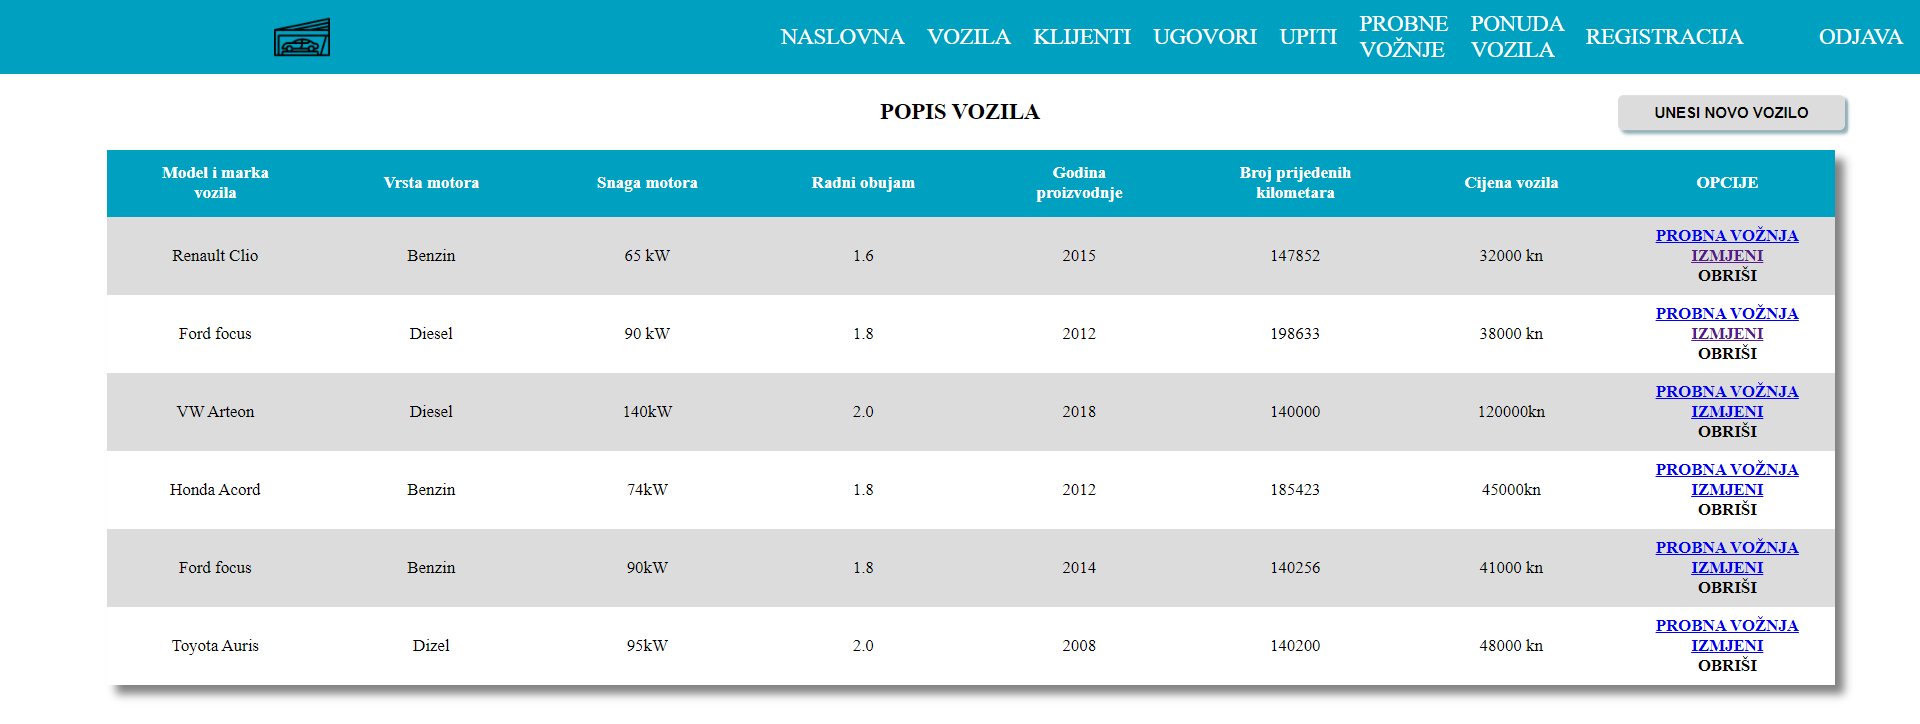 NASLOVNA VOZILA KLIJENTI UGOVORI UPITI PROBNE VOŽNJE PONUDA VOZILA REGISTRACIJA ODJAVA
POPIS VOZILA
UNESI NOVO VOZILO
Model i marka vozila Vrsta motora Snaga motora Radni obujam Godina proizvodnje Broj prijeđenih kilometara Cijena vozila OPCIJE
Renault Clio Benzin 65 kW 1.6 2015 147852 32000 kn PROBNA VOŽNJA
IZMJENI
OBRIŠI
Ford focus Diesel 90 kW 1.8 2012 198633 38000 kn PROBNA VOŽNJA
IZMJENI
OBRIŠI
VW Arteon Diesel 140kW 2.0 2018 140000 120000kn PROBNA VOŽNJA
IZMJENI
OBRIŠI
Honda Acord Benzin 74kW 1.8 2012 185423 45000kn PROBNA VOŽNJA
IZMJENI
OBRIŠI
Ford focus Benzin 90kW 1.8 2014 140256 41000 kn PROBNA VOŽNJA
IZMJENI
OBRIŠI
Toyota Auris Dizel 95kW 2.0 2008 140200 48000 kn PROBNA VOŽNJA
IZMJENI
OBRIŠI